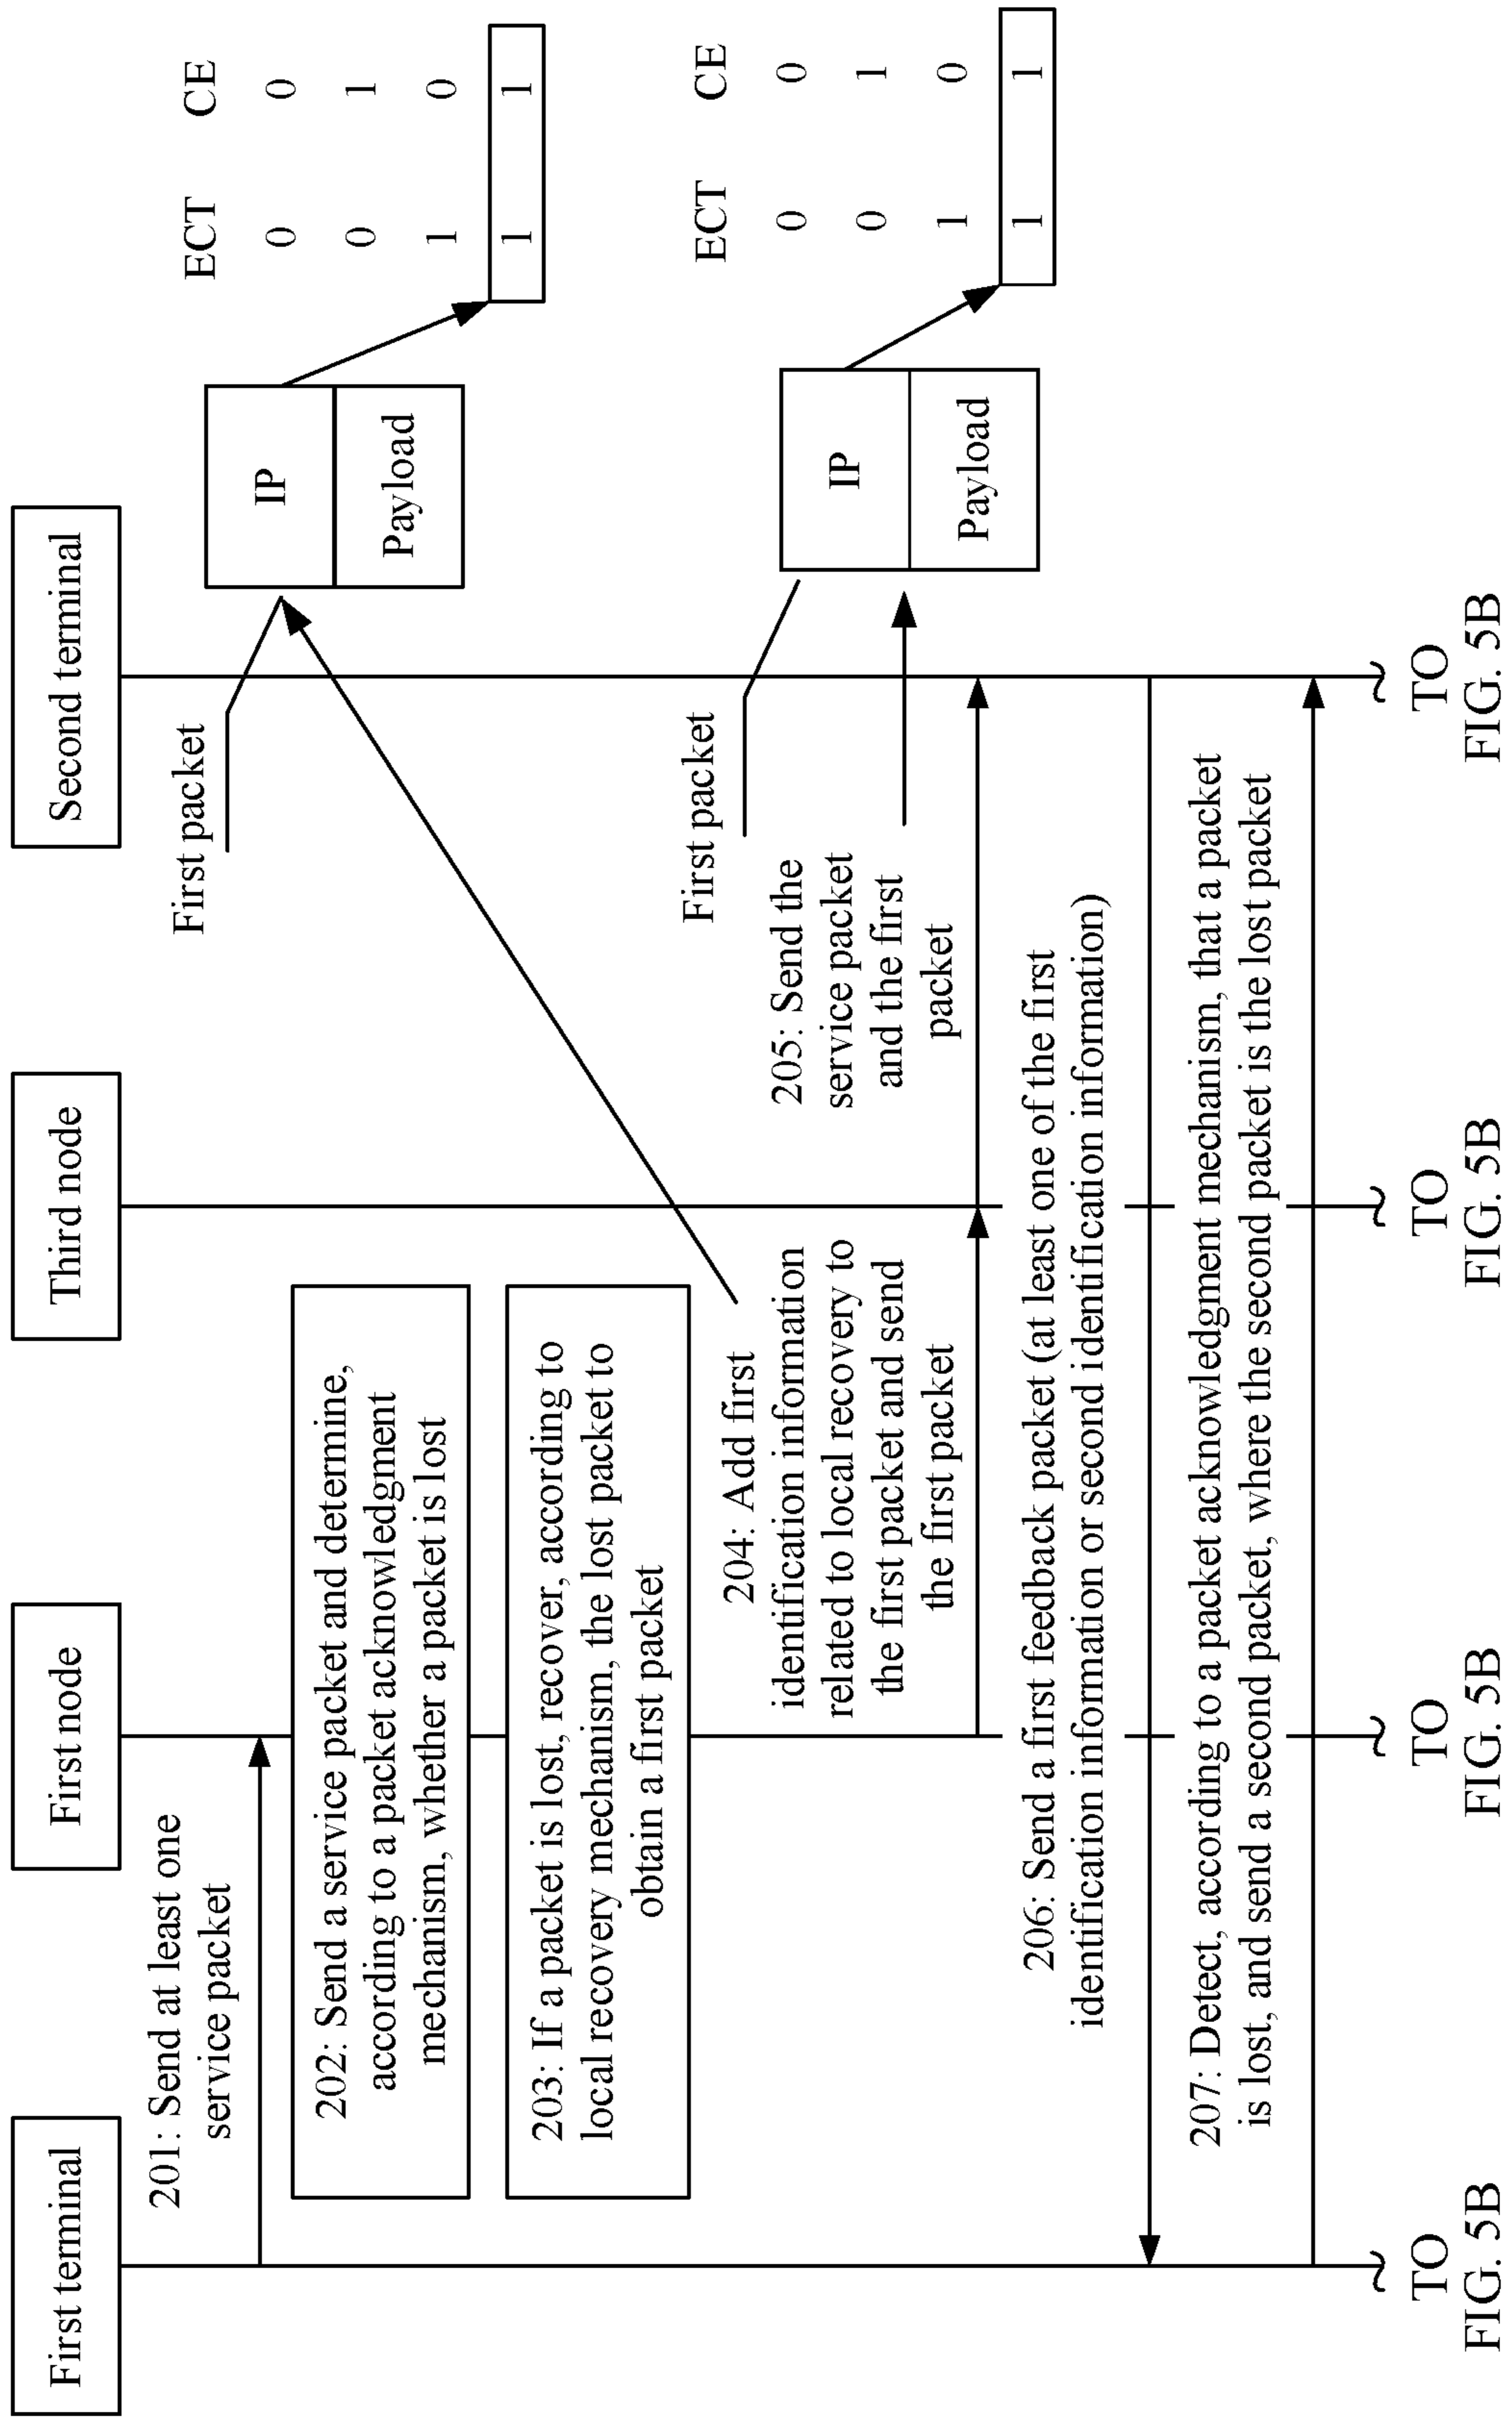 First terminal
First node
Third node
Second terminal
201: Send at least one
service packet
202: Send a service packet and determine,
according to a packet acknowledgment
mechanism, whether a packet is lost
203: If a packet is lost, recover, according to
local recovery mechanism, the lost packet to
obtain a first packet
204: Add first
identification information
related to local recovery to
the first packet and send
the first packet
First packet
IP
Payload
ECT CE
0 0
0 1
1 0
1 1
205: Send the
service packet
and the first
packet
First packet
IP
Payload
ECT CE
0 0
0 1
1 0
1 1
206: Send a first feedback packet (at least one of the first
identification information or second identification information)
207: Detect, according to a packet acknowledgment mechanism, that a packet
is lost, and send a second packet, where the second packet is the lost packet
TO
FIG. 5B
TO
FIG. 5B
TO
FIG. 5B
TO
FIG. 5B